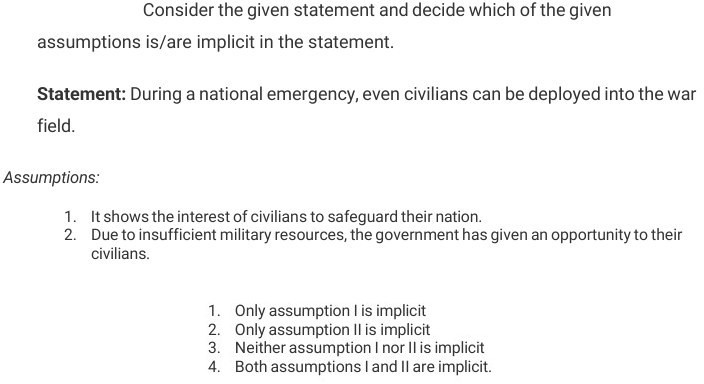 Consider the given statement and decide which of the given
assumptions is/are implicit in the statement.
Statement: During a national emergency, even civilians can be deployed into the war
field.
Assumptions:
1. It shows the interest of civilians to safeguard their nation.
2. Due to insufficient military resources, the government has given an opportunity to their
civilians.
1. Only assumption I is implicit
2. Only assumption II is implicit
3. Neither assumption I nor II is implicit
4. Both assumptions I and II are implicit.